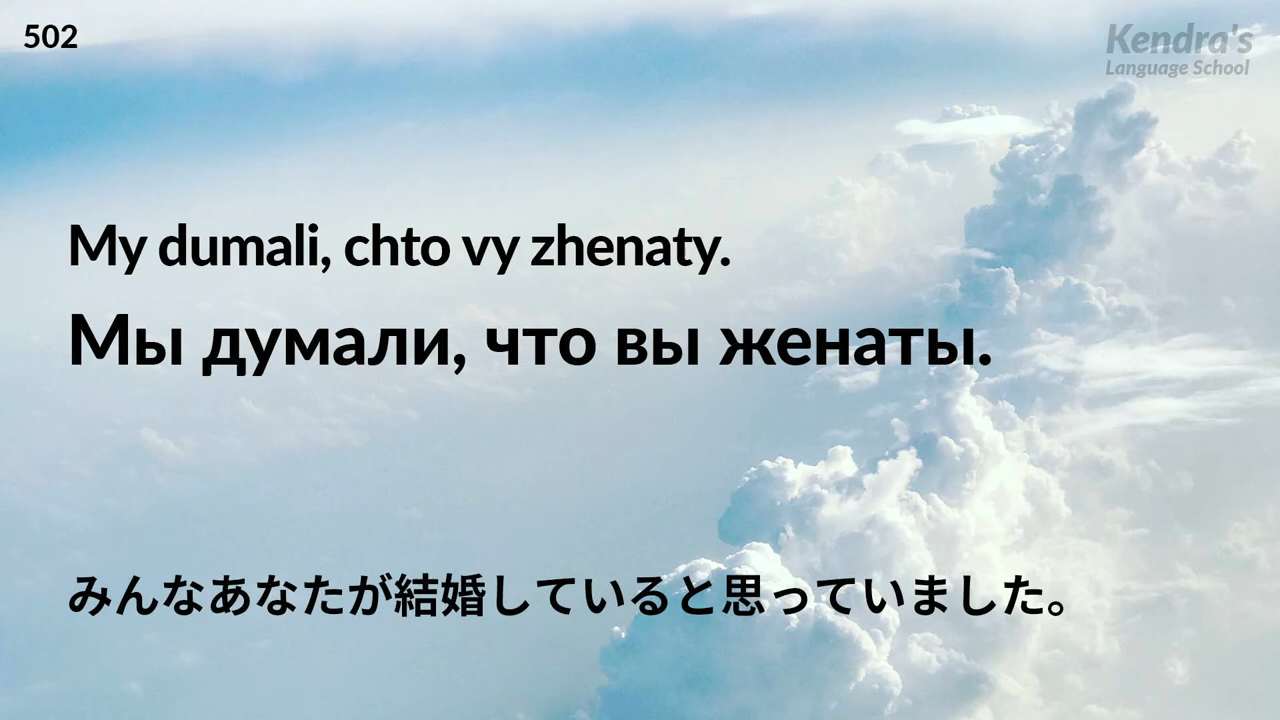 502
Kendra's
Language School
My dumali, chto vy zhenaty.
Мы думали, что вы женаты.
みんなあなたが結婚していると思っていました。